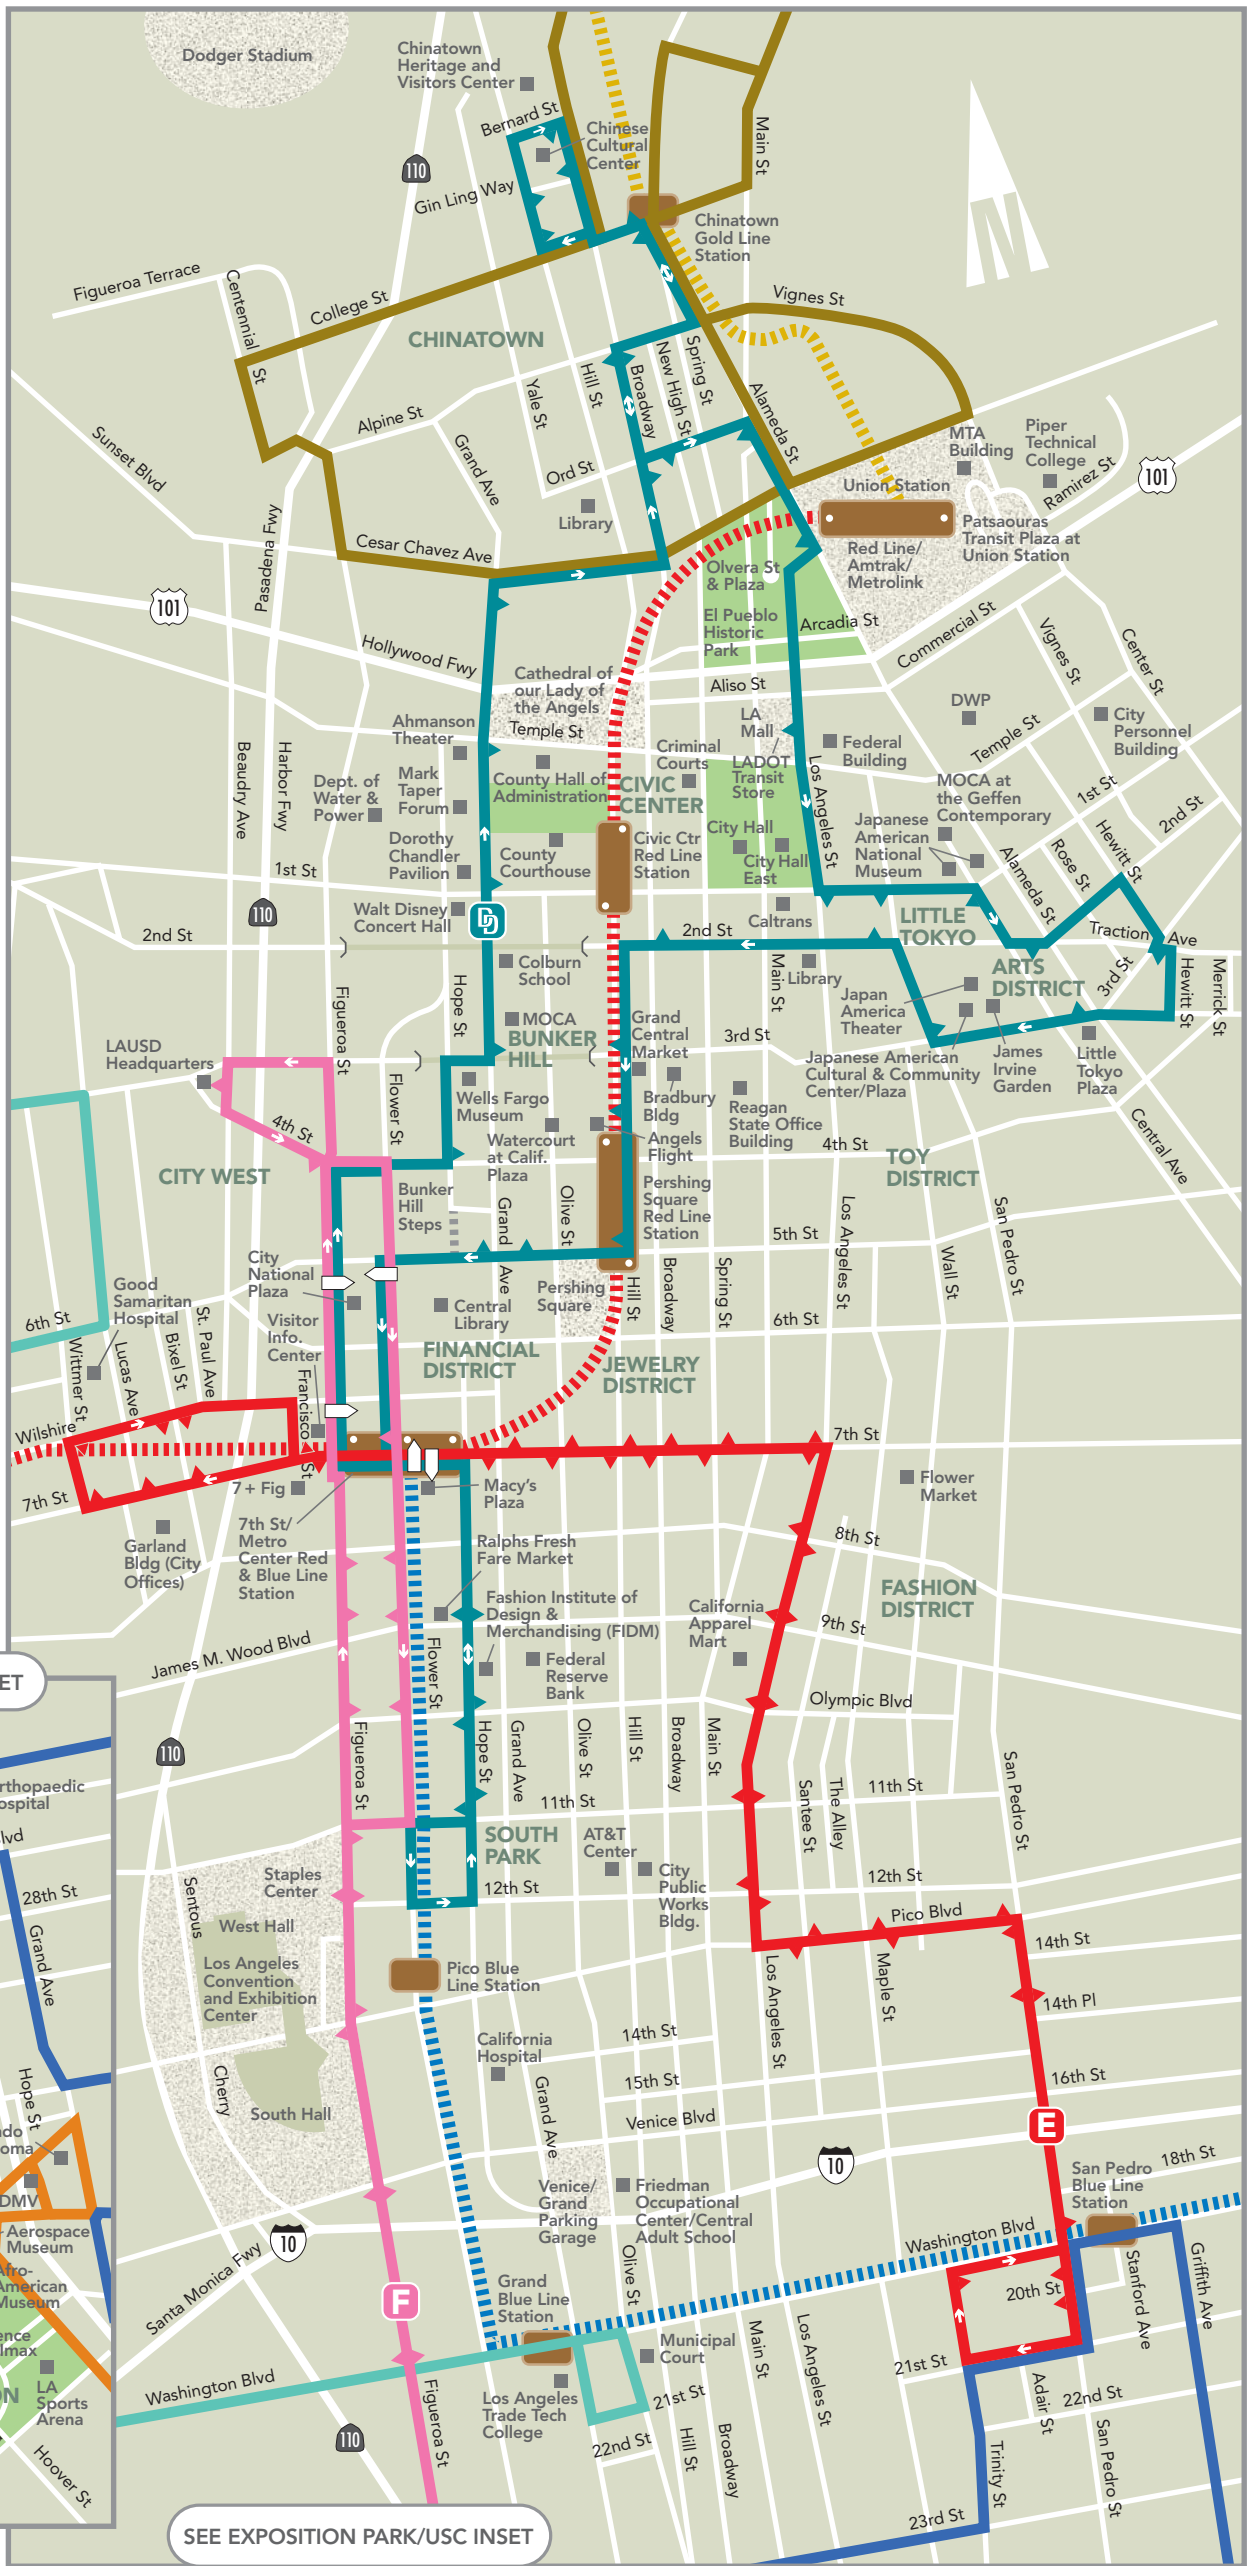 Dodger Stadium
Chinatown
Heritage and
Visitors Center
Bernard St
Chinese
Cultural
Center
110
Main St
Gin Ling Way
Chinatown
Gold Line
Station
Figueroa Terrace
Centennial St
College St
Vignes St
CHINATOWN
Yale St
Hill St
Broadway
New High St
Spring St
Alameda St
Alpine St
Grand Ave
Sunset Blvd
Ord St
Library
MTA
Building
Piper
Technical
College
Ramirez St
101
Union Station
Patsaouras
Transit Plaza at
Union Station
Red Line/
Amtrak/
Metrolink
Pasadena Fwy
Cesar Chavez Ave
Olvera St
& Plaza
El Pueblo
Historic
Park
Arcadia St
Commercial St
101
Vignes St
Center St
Hollywood Fwy
Cathedral of
our Lady of
the Angels
Aliso St
Temple St
Ahmanson
Theater
LA
Mall
DWP
City
Personnel
Building
Temple St
Federal
Building
Criminal
Courts
LADOT
Transit
Store
Beaudry Ave
Harbor Fwy
Dept. of
Water &
Power
Mark
Taper
Forum
County Hall of
Administration
CIVIC
CENTER
Los Angeles St
MOCA at
the Geffen
Contemporary
1st St
2nd St
Dorothy
Chandler
Pavilion
County
Courthouse
Civic Ctr
Red Line
Station
City Hall
City Hall
East
Japanese
American
National
Museum
Hewitt St
Rose St
Alameda St
1st St
110
Walt Disney
Concert Hall
DD
Caltrans
LITTLE
TOKYO
2nd St
2nd St
Traction Ave
Colburn
School
Hope St
Main St
Library
ARTS
DISTRICT
3rd St
Hewitt St
Merrick St
Figueroa St
MOCA
BUNKER
HILL
Grand
Central
Market
3rd St
Japan
America
Theater
LAUSD
Headquarters
Flower St
Wells Fargo
Museum
Bradbury
Bldg
Reagan
State Office
Building
Japanese American
Cultural & Community
Center/Plaza
James
Irvine
Garden
Little
Tokyo
Plaza
4th St
Watercourt
at Calif.
Plaza
Angels
Flight
4th St
Central Ave
CITY WEST
TOY
DISTRICT
Bunker
Hill
Steps
Grand Ave
Olive St
Pershing
Square
Red Line
Station
5th St
Los Angeles St
San Pedro St
Wall St
City
National
Plaza
Good
Samaritan
Hospital
Pershing
Square
Hill St
Broadway
Spring St
Central
Library
6th St
6th St
Visitor
Info.
Center
Wittmer St
Lucas Ave
Bixel St
St. Paul Ave
Francisco St
FINANCIAL
DISTRICT
JEWELRY
DISTRICT
Wilshire
7th St
7th St
7+ Fig
Macy's
Plaza
Flower
Market
Garland
Bldg (City
Offices)
7th St/
Metro
Center Red
& Blue Line
Station
Ralphs Fresh
Fare Market
8th St
Fashion Institute of
Design &
Merchandising (FIDM)
California
Apparel
Mart
FASHION
DISTRICT
9th St
James M. Wood Blvd
Flower St
Federal
Reserve
Bank
ET
Olympic Blvd
110
Figueroa St
Hope St
Grand Ave
Olive St
Hill St
Broadway
Main St
Santee St
The Alley
11th St
San Pedro St
rthopaedic
ospital
11th St
lvd
SOUTH
PARK
AT&T
Center
City
Public
Works
Bldg.
28th St
Staples
Center
12th St
12th St
Sentous
West Hall
Pico Blvd
Grand Ave
Los Angeles
Convention
and Exhibition
Center
Pico Blue
Line Station
Los Angeles St
Maple St
14th St
14th Pl
14th St
Hope St
Cherry
California
Hospital
Grand Ave
15th St
16th St
South Hall
Venice Blvd
E
ndo
oma
DMV
10
18th St
Venice/
Grand
Parking
Garage
Friedman
Occupational
Center/Central
Adult School
San Pedro
Blue Line
Station
Aerospace
Museum
10
Washington Blvd
Santa Monica Fwy
Olive St
Stanford Ave
Griffith Ave
Afro-
American
Museum
F
Grand
Blue Line
Station
20th St
ence
lmax
Municipal
Court
Main St
Los Angeles St
21st St
ON
LA
Sports
Arena
Washington Blvd
Figueroa St
Los Angeles
Trade Tech
College
21st St
Adair St
22nd St
Hoover St
110
22nd St
Hill St
Broadway
Trinity St
San Pedro St
23rd St
SEE EXPOSITION PARK/USC INSET